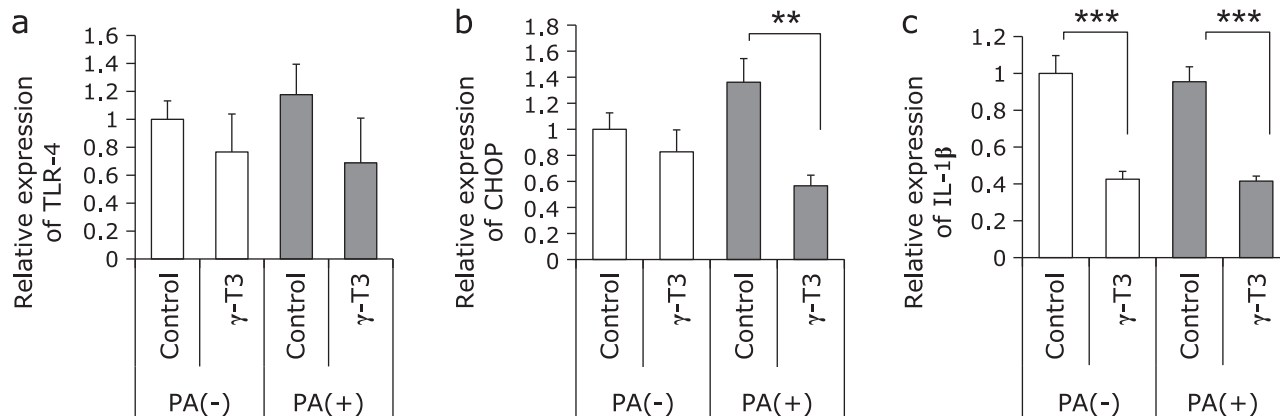 a
Relative expression
of TLR-4
1.6
1.4
1.2
1.0
0.8
0.6
0.4
0.2
0
Control
γ-T3
Control
γ-T3
PA(-)
PA(+)
b
Relative expression
of CHOP
1.8
1.6
1.4
1.2
1
0.8
0.6
0.4
0.2
0
**
Control
γ-T3
Control
γ-T3
PA(-)
PA(+)
c
Relative expression
of IL-1β
1.2
1
0.8
0.6
0.4
0.2
0
***
***
Control
γ-T3
Control
γ-T3
PA(-)
PA(+)